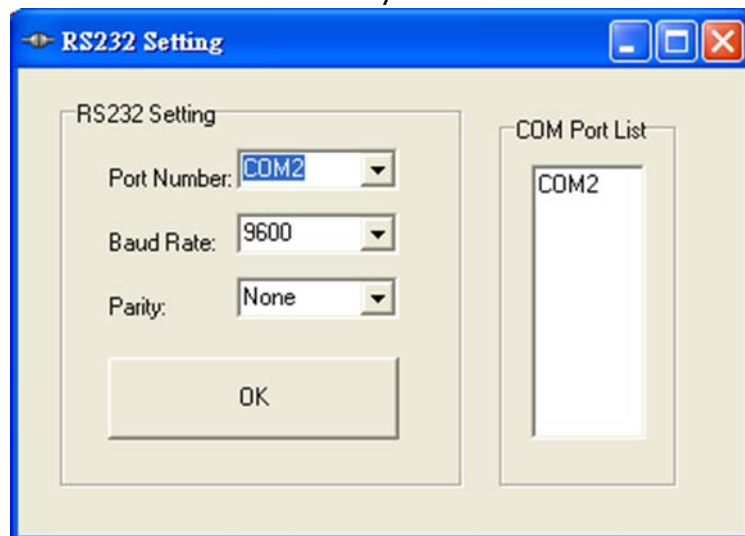 RS232 Setting
RS232 Setting
Port Number: COM2
Baud Rate: 9600
Parity: None
OK
COM Port List
COM2